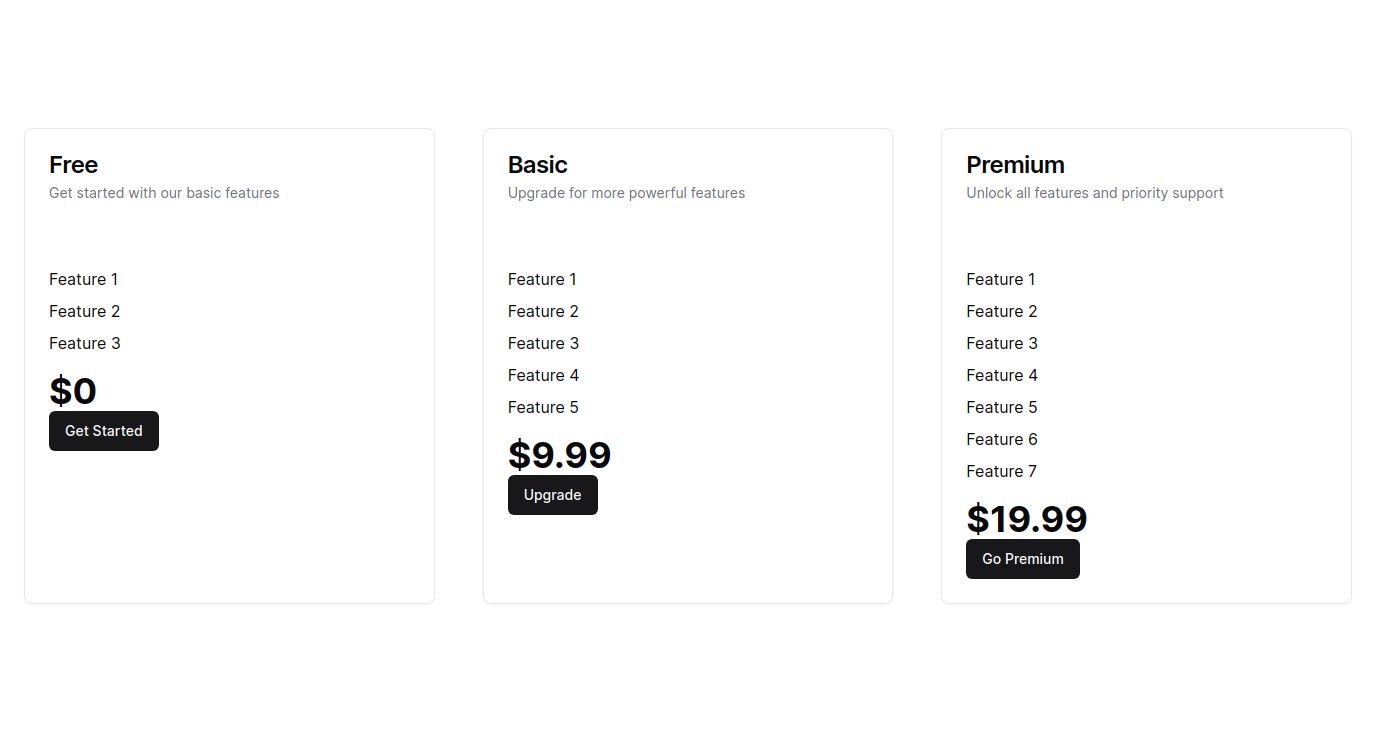 Free
Get started with our basic features
Feature 1
Feature 2
Feature 3
$0
Get Started
Basic
Upgrade for more powerful features
Feature 1
Feature 2
Feature 3
Feature 4
Feature 5
$9.99
Upgrade
Premium
Unlock all features and priority support
Feature 1
Feature 2
Feature 3
Feature 4
Feature 5
Feature 6
Feature 7
$19.99
Go Premium